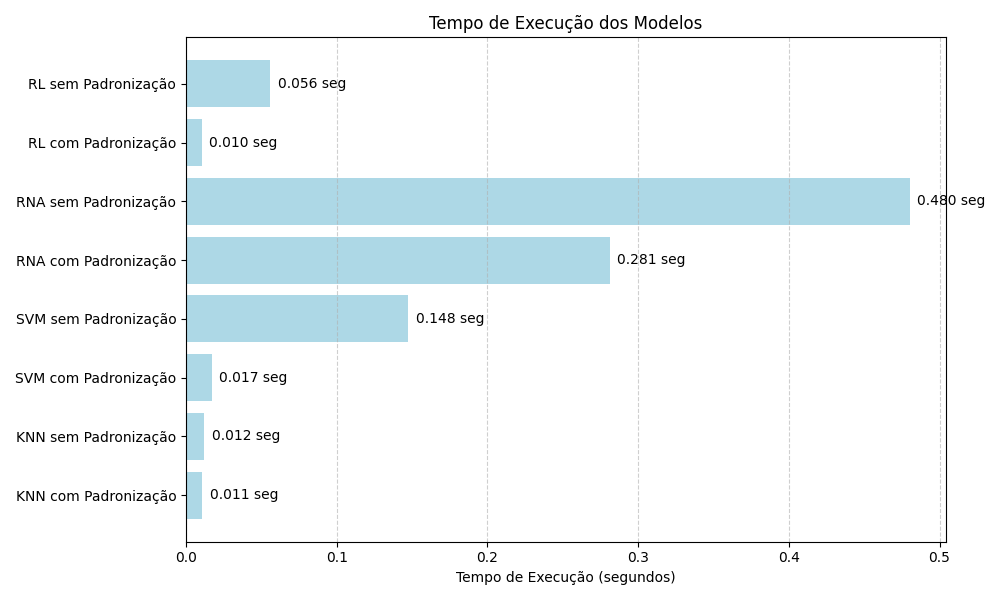 Tempo de Execução dos Modelos
RL sem Padronização 0.056 seg
RL com Padronização 0.010 seg
RNA sem Padronização 0.480 seg
RNA com Padronização 0.281 seg
SVM sem Padronização 0.148 seg
SVM com Padronização 0.017 seg
KNN sem Padronização 0.012 seg
KNN com Padronização 0.011 seg
0.0 0.1 0.2 0.3 0.4 0.5
Tempo de Execução (segundos)